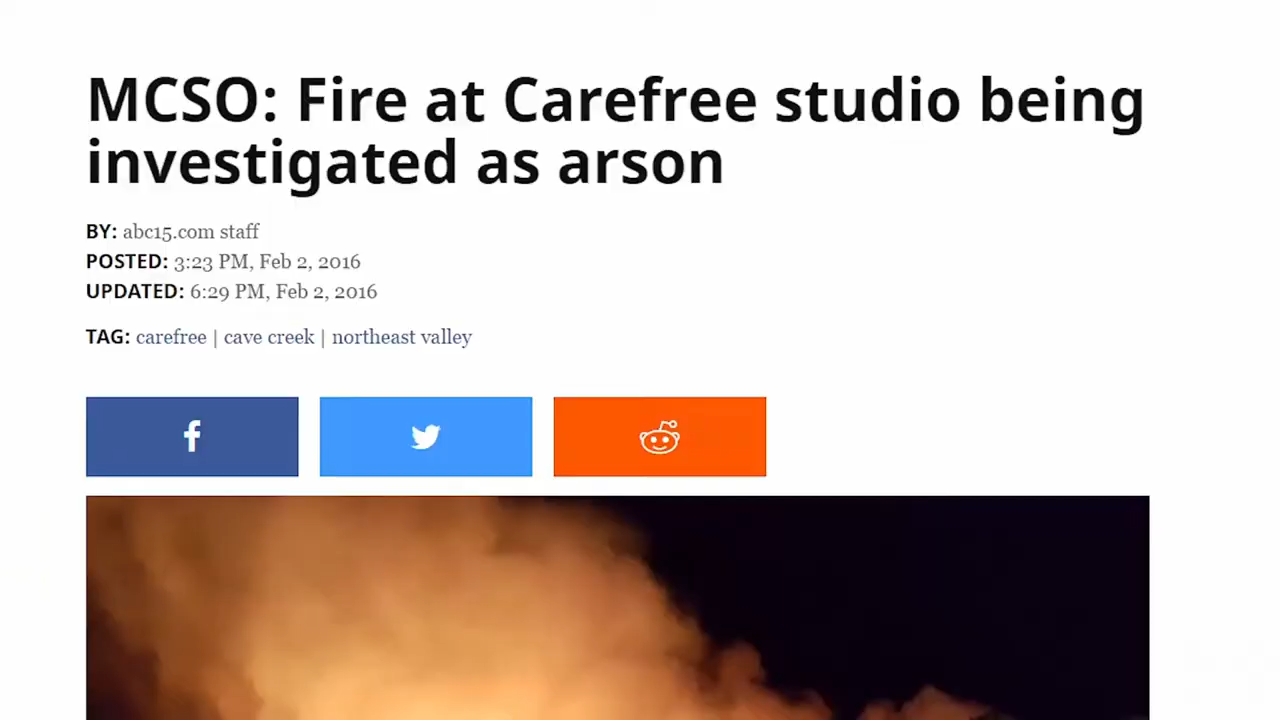 MCSO: Fire at Carefree studio being
investigated as arson
BY: abc15.com staff
POSTED: 3:23 PM, Feb 2, 2016
UPDATED: 6:29 PM, Feb 2, 2016
TAG: carefree | cave creek | northeast valley